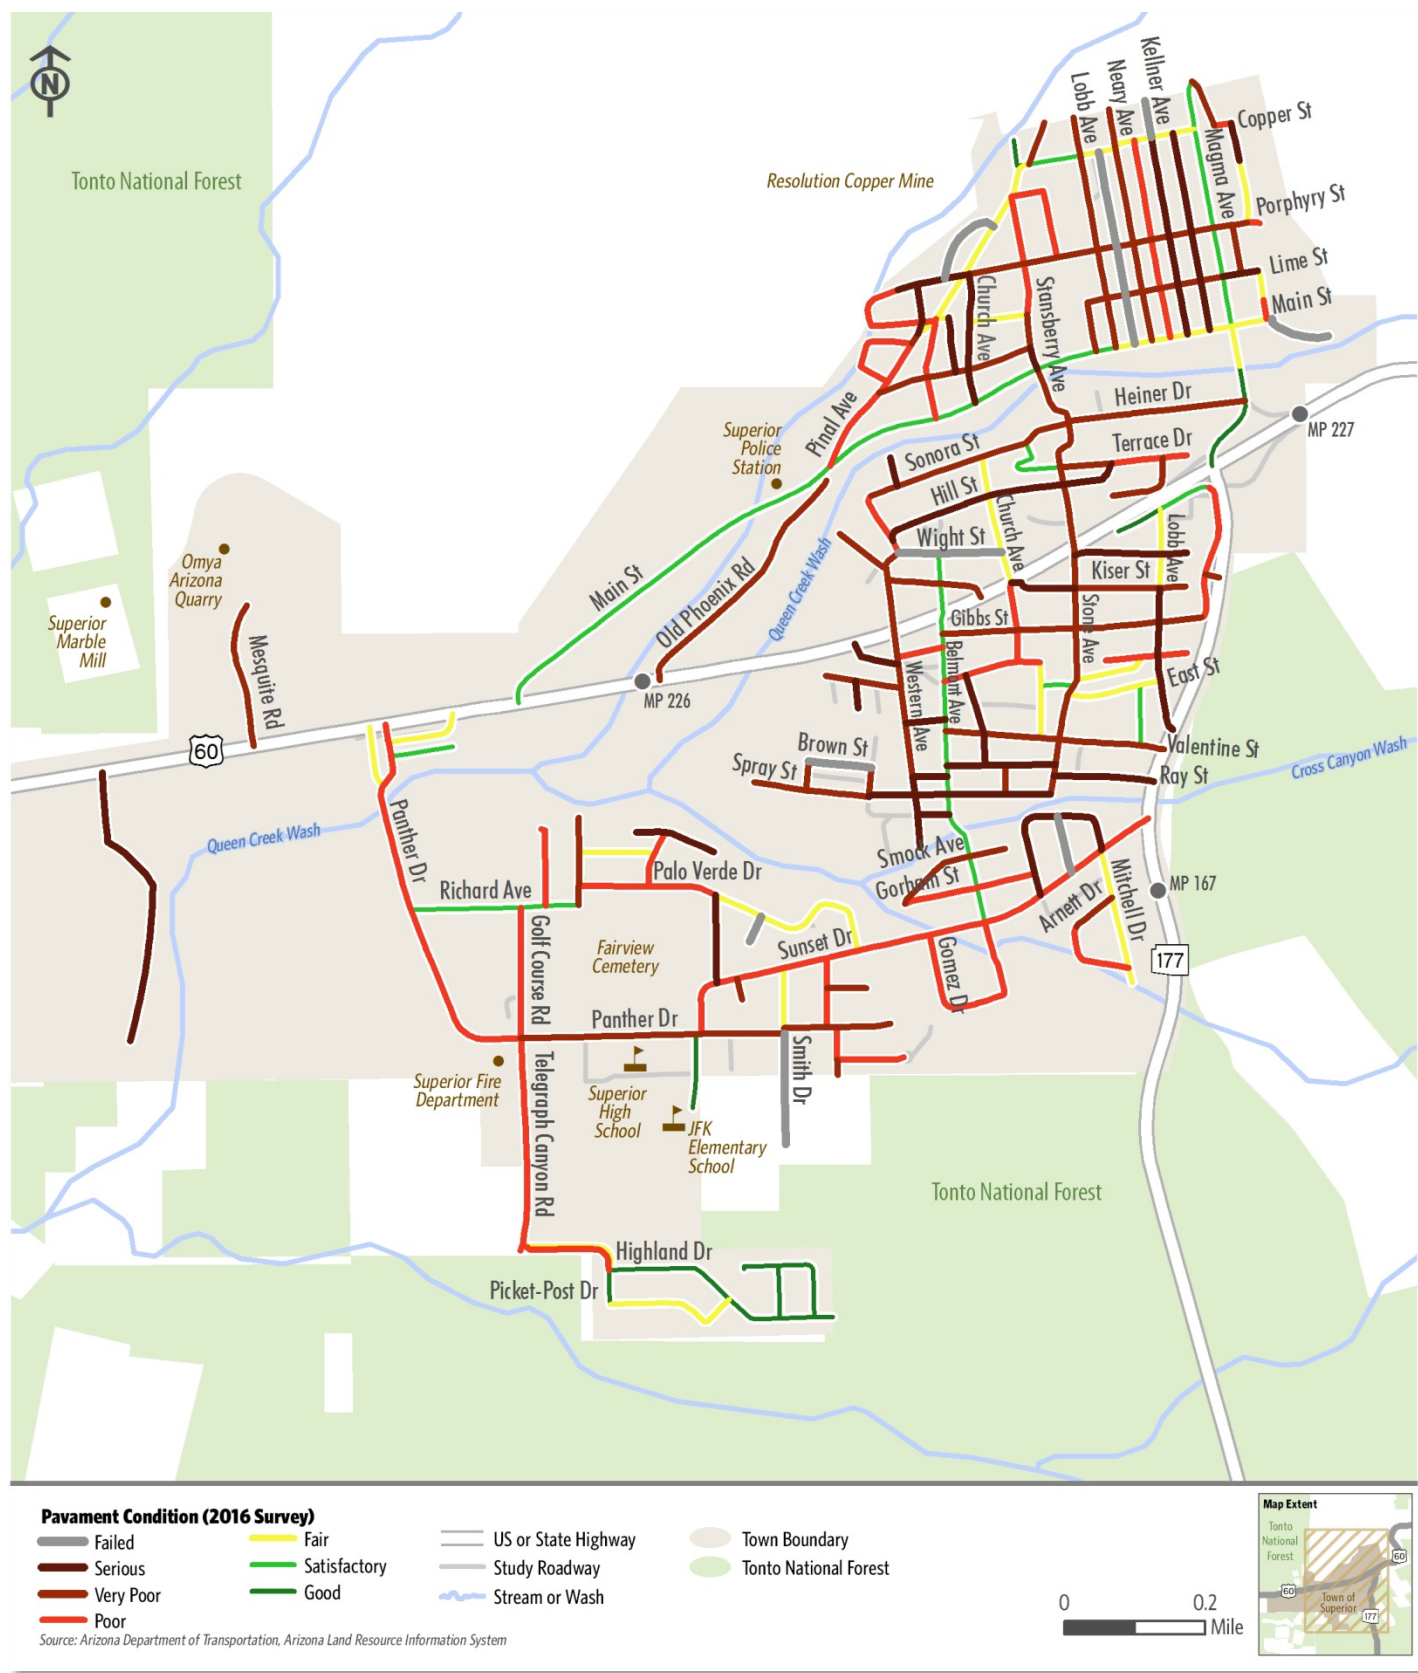 N
Kellner Ave
Neary Ave
Lobb Ave
Copper St
Magma Ave
Tonto National Forest
Resolution Copper Mine
Porphyry St
Lime St
Main St
Church Ave
Stansberry Ave
Heiner Dr
MP 227
Pinal Ave
Superior
Police
Station
Sonora St
Terrace Dr
Hill St
Church Ave
Wight St
Lobb Ave
Kiser St
Omya
Arizona
Quarry
Main St
Old Phoenix Rd
Queen Creek Wash
Superior
Marble
Mill
Mesquite Rd
Gibbs St
Stone Ave
Belmont Ave
Western Ave
East St
MP 226
60
Brown St
Spray St
Valentine St
Ray St
Cross Canyon Wash
Queen Creek Wash
Panther Dr
Smock Ave
Palo Verde Dr
Gorham St
Richard Ave
Arnett Dr
Mitchell Dr
MP 167
Golf Course Rd
Fairview
Cemetery
Sunset Dr
Gomez Dr
177
Panther Dr
Smith Dr
Superior Fire
Department
Telegraph Canyon Rd
Superior
High
School
JFK
Elementary
School
Tonto National Forest
Highland Dr
Picket-Post Dr
Pavament Condition (2016 Survey)
Failed
Serious
Very Poor
Poor
Fair
Satisfactory
Good
US or State Highway
Study Roadway
Stream or Wash
Town Boundary
Tonto National Forest
0 0.2
Mile
Source: Arizona Department of Transportation, Arizona Land Resource Information System
Map Extent
Tonto
National
Forest
60
60
Town of
Superior
177